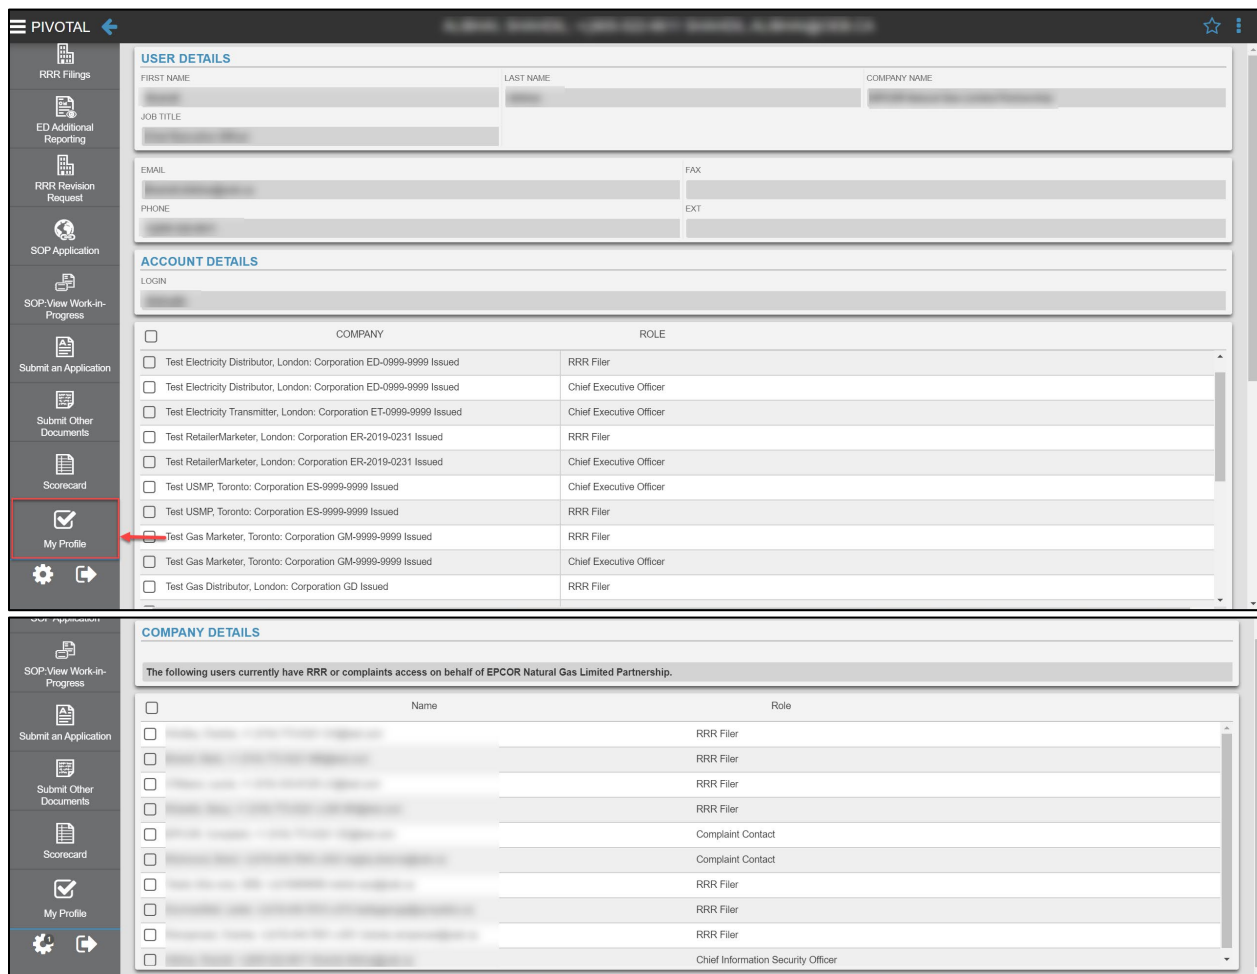 PIVOTAL
RRR Filings
ED Additional
Reporting
RRR Revision
Request
SOP Application
SOP:View Work-in-
Progress
Submit an Application
Submit Other
Documents
Scorecard
My Profile
USER DETAILS
FIRST NAME LAST NAME COMPANY NAME
JOB TITLE
EMAIL FAX
PHONE EXT
ACCOUNT DETAILS
LOGIN
COMPANY ROLE
Test Electricity Distributor, London: Corporation ED-0999-9999 Issued RRR Filer
Test Electricity Distributor, London: Corporation ED-0999-9999 Issued Chief Executive Officer
Test Electricity Transmitter, London: Corporation ET-0999-9999 Issued Chief Executive Officer
Test RetailerMarketer, London: Corporation ER-2019-0231 Issued RRR Filer
Test RetailerMarketer, London: Corporation ER-2019-0231 Issued Chief Executive Officer
Test USMP, Toronto: Corporation ES-9999-9999 Issued Chief Executive Officer
Test USMP, Toronto: Corporation ES-9999-9999 Issued RRR Filer
Test Gas Marketer, Toronto: Corporation GM-9999-9999 Issued RRR Filer
Test Gas Marketer, Toronto: Corporation GM-9999-9999 Issued Chief Executive Officer
Test Gas Distributor, London: Corporation GD Issued RRR Filer
SOP Application
SOP:View Work-in-
Progress
Submit an Application
Submit Other
Documents
Scorecard
My Profile
1
COMPANY DETAILS
The following users currently have RRR or complaints access on behalf of EPCOR Natural Gas Limited Partnership.
Name Role
RRR Filer
RRR Filer
RRR Filer
RRR Filer
Complaint Contact
Complaint Contact
RRR Filer
RRR Filer
RRR Filer
Chief Information Security Officer